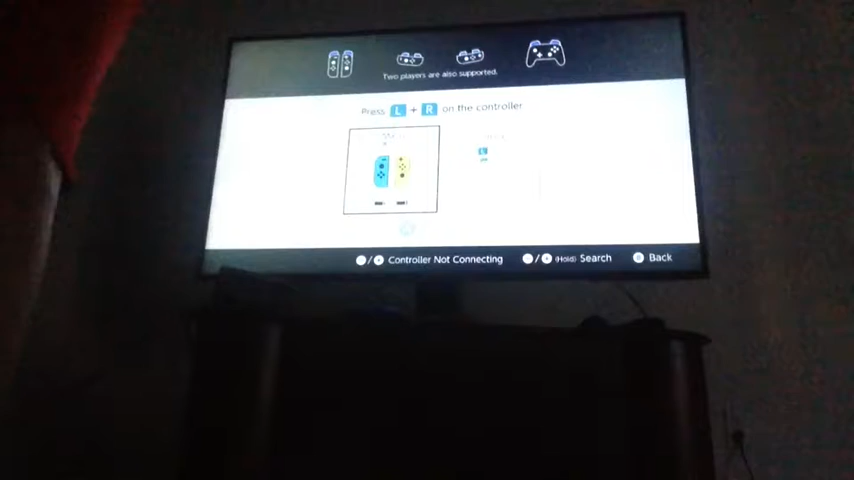 Two players are also supported.
Press L + R on the controller
L
Controller Not Connecting (Hold) Search Back